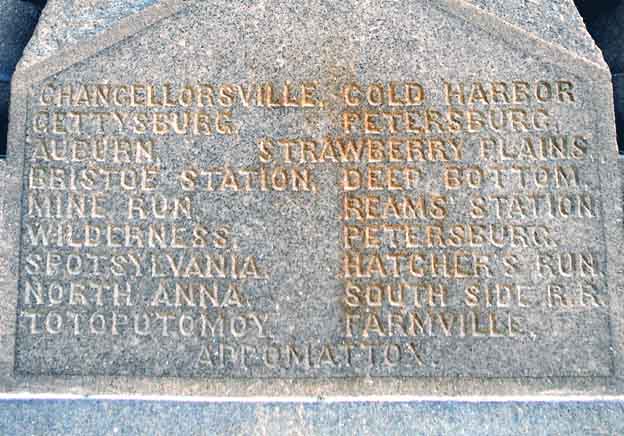 CHANCELLORSVILLE, COLD HARBOR
GETTYSBURG, PETERSBURG,
AUBURN, STRAWBERRY PLAINS,
BRISTOE STATION, DEEP BOTTOM,
MINE RUN, REAMS' STATION
WILDERNESS, PETERSBURG,
SPOTSYLVANIA, HATCHER'S RUN,
NORTH ANNA, SOUTH SIDE R.R.
TOTOPOTOMOY, FARMVILLE,
APPOMATTOX.